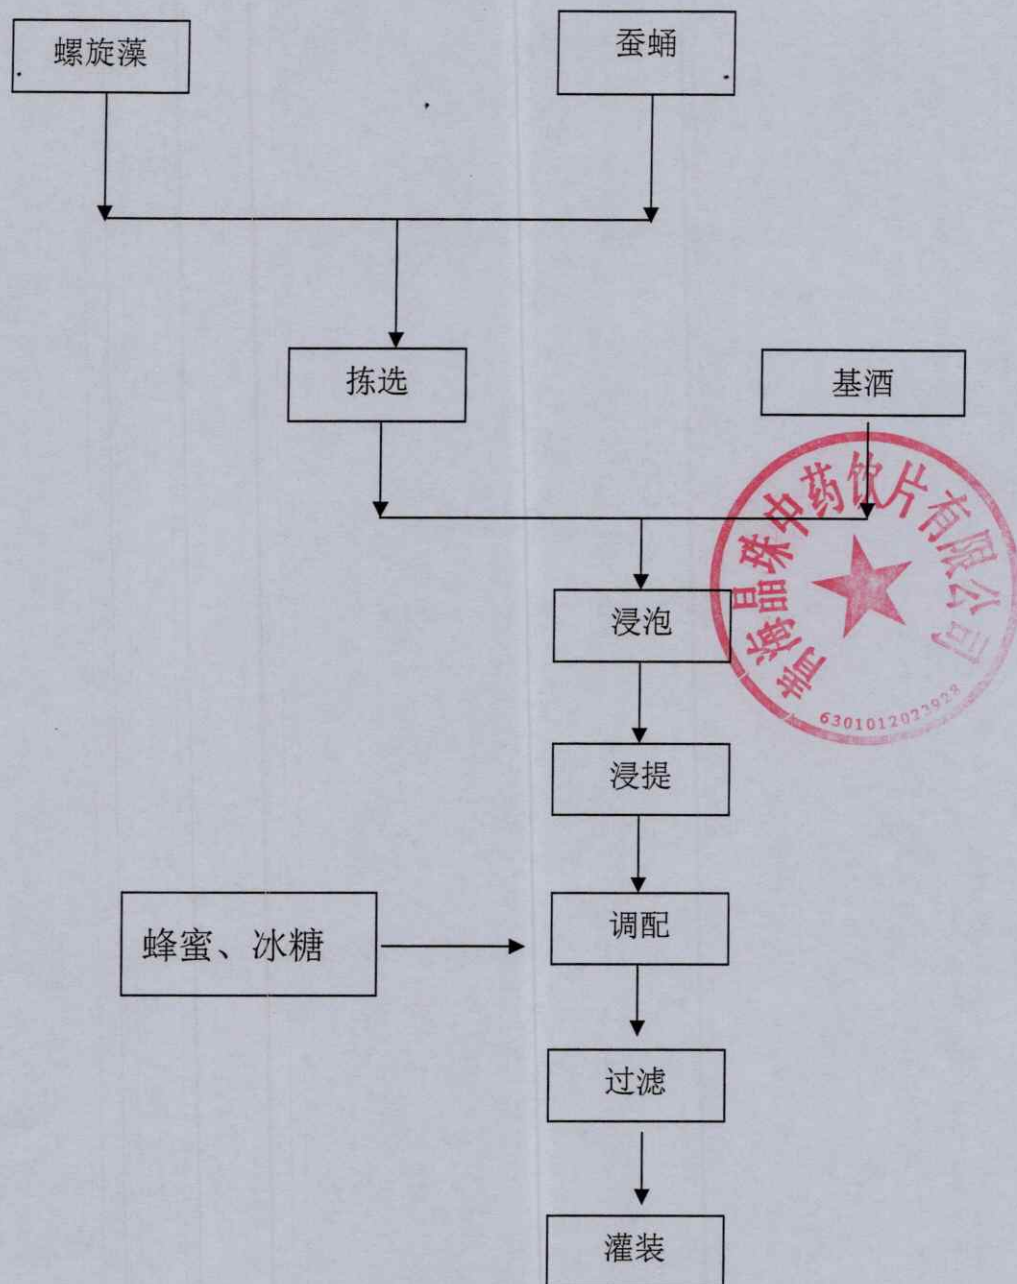 螺旋藻
蚕蛹
拣选
基酒
青海晶珠中药饮片有限公司
6301012023928
浸泡
浸提
蜂蜜、冰糖
调配
过滤
灌装